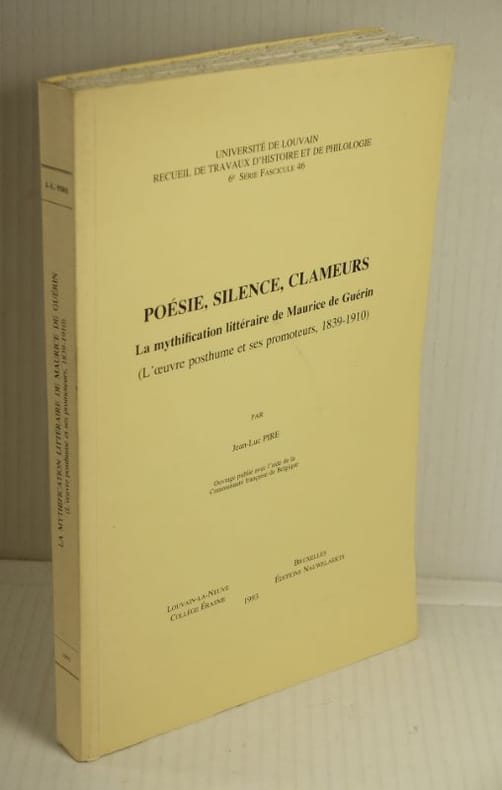 UNIVERSITÉ DE LOUVAIN
RECUEIL DE TRAVAUX D'HISTOIRE ET DE PHILOLOGIE
6e SÉRIE FASCICULE 46
POÉSIE, SILENCE, CLAMEURS
La mythification littéraire de Maurice de Guérin
(L'œuvre posthume et ses promoteurs, 1839-1910)
PAR
Jean-Luc PIRE
Ouvrage publié avec l'aide de la
Communauté française de Belgique
LOUVAIN-LA-NEUVE
COLLÈGE ÉRASME
1993
BRUXELLES
ÉDITIONS NAUWELAERTS
J.-L. PIRE
LA MYTHIFICATION LITTÉRAIRE DE MAURICE DE GUÉRIN
(L'œuvre posthume et ses promoteurs, 1839-1910)